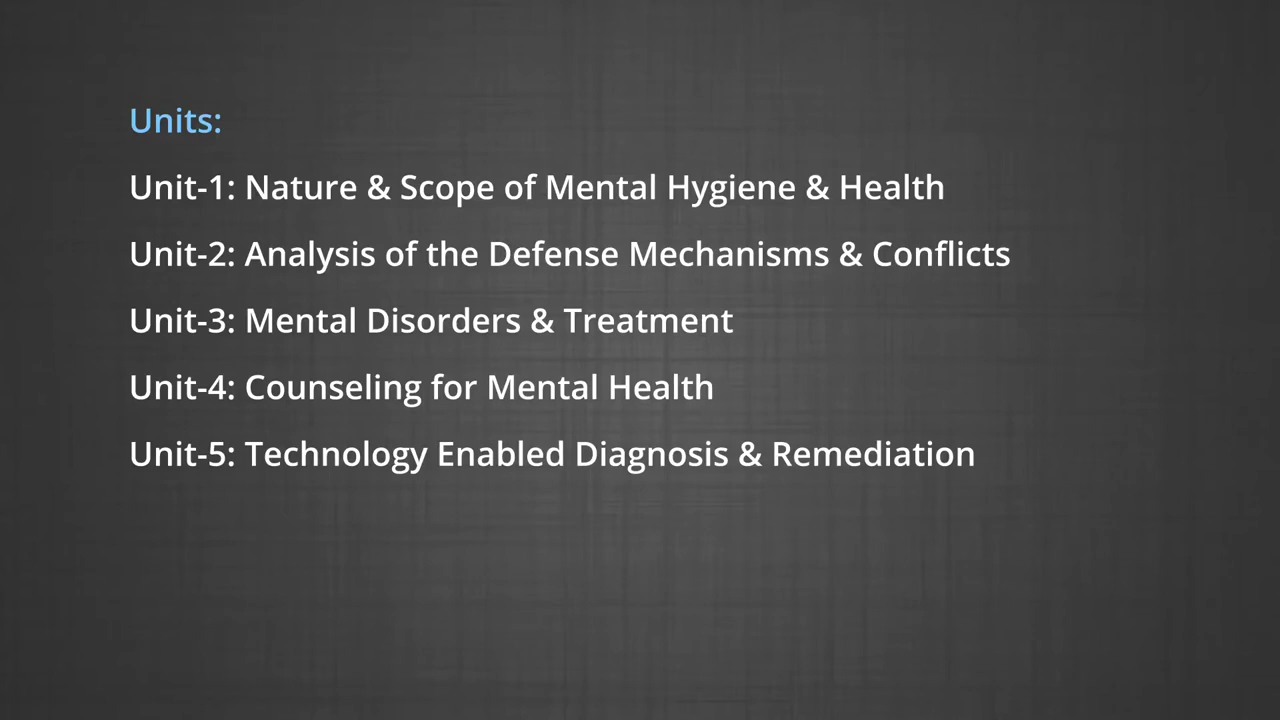 Units:
Unit-1: Nature & Scope of Mental Hygiene & Health
Unit-2: Analysis of the Defense Mechanisms & Conflicts
Unit-3: Mental Disorders & Treatment
Unit-4: Counseling for Mental Health
Unit-5: Technology Enabled Diagnosis & Remediation